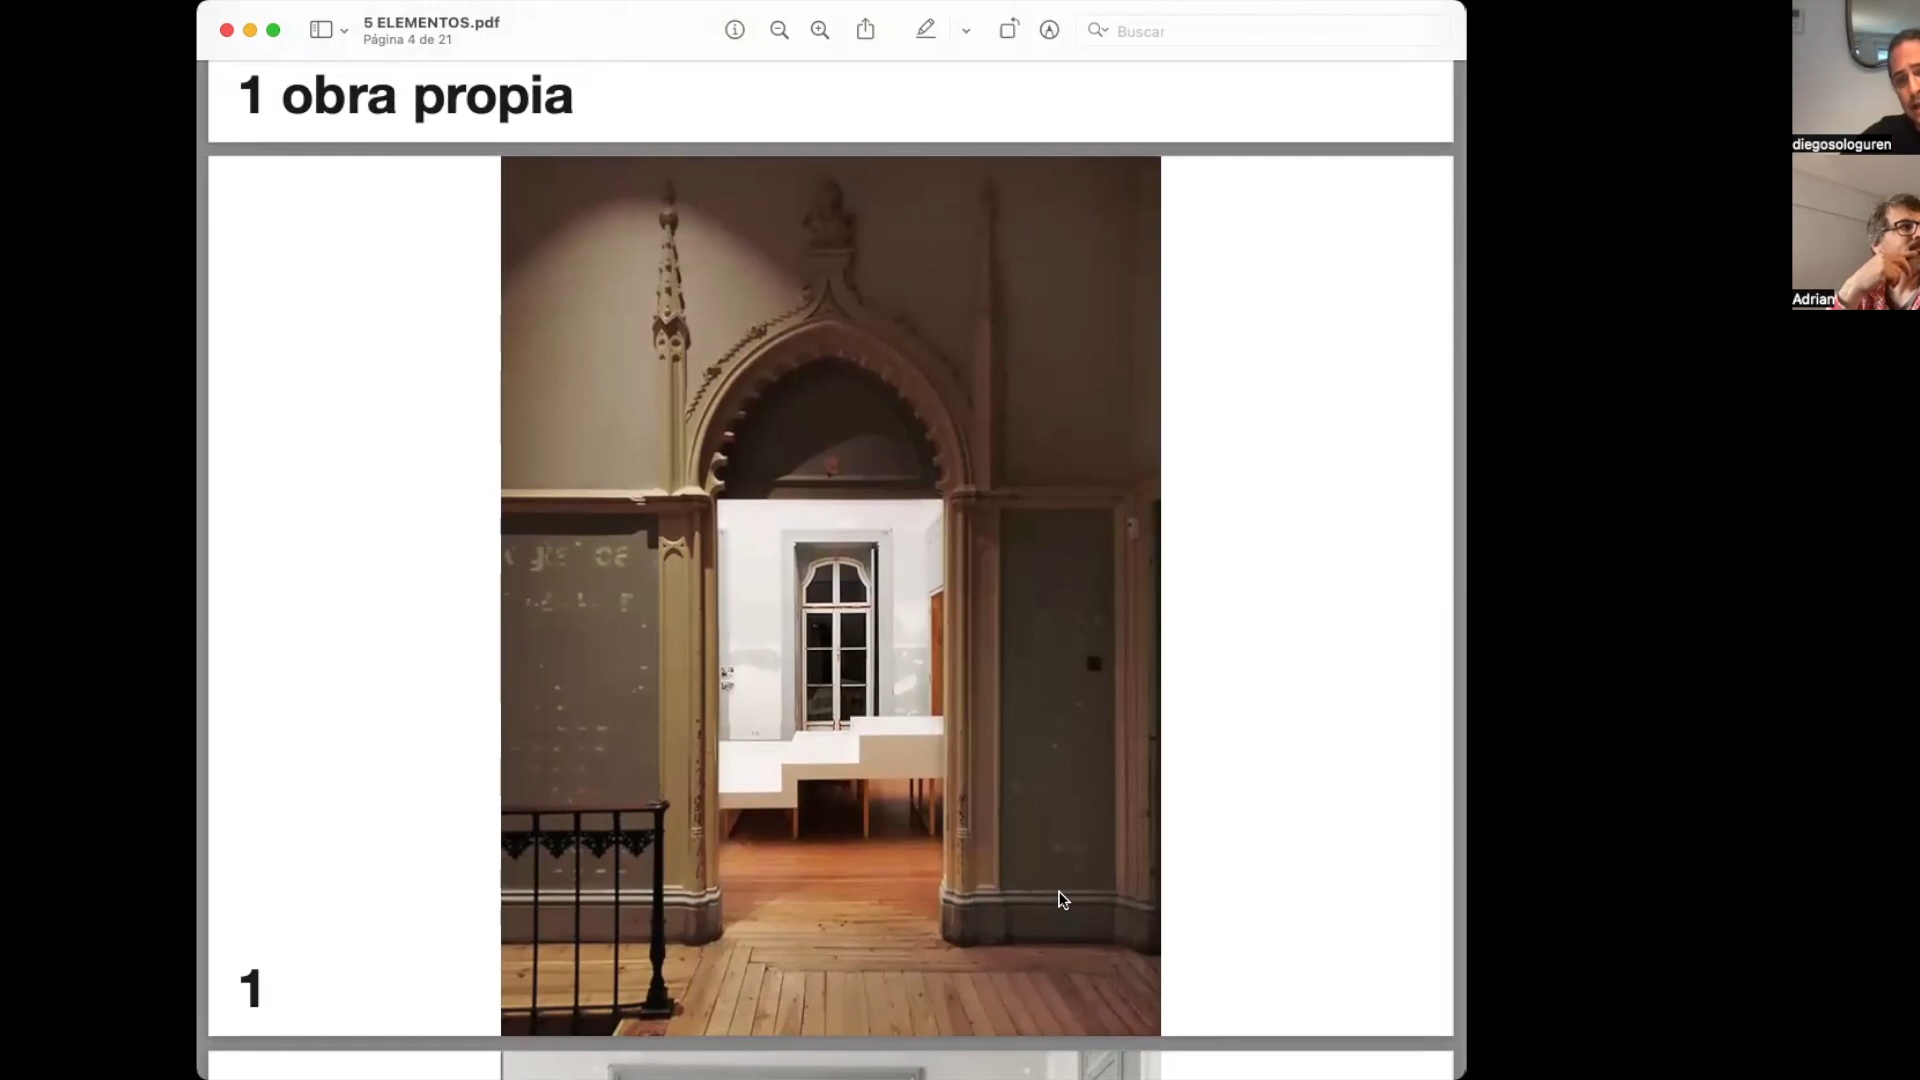 5 ELEMENTOS.pdf
Página 4 de 21
Buscar
1 obra propia
1
diegosologuren
Adrian